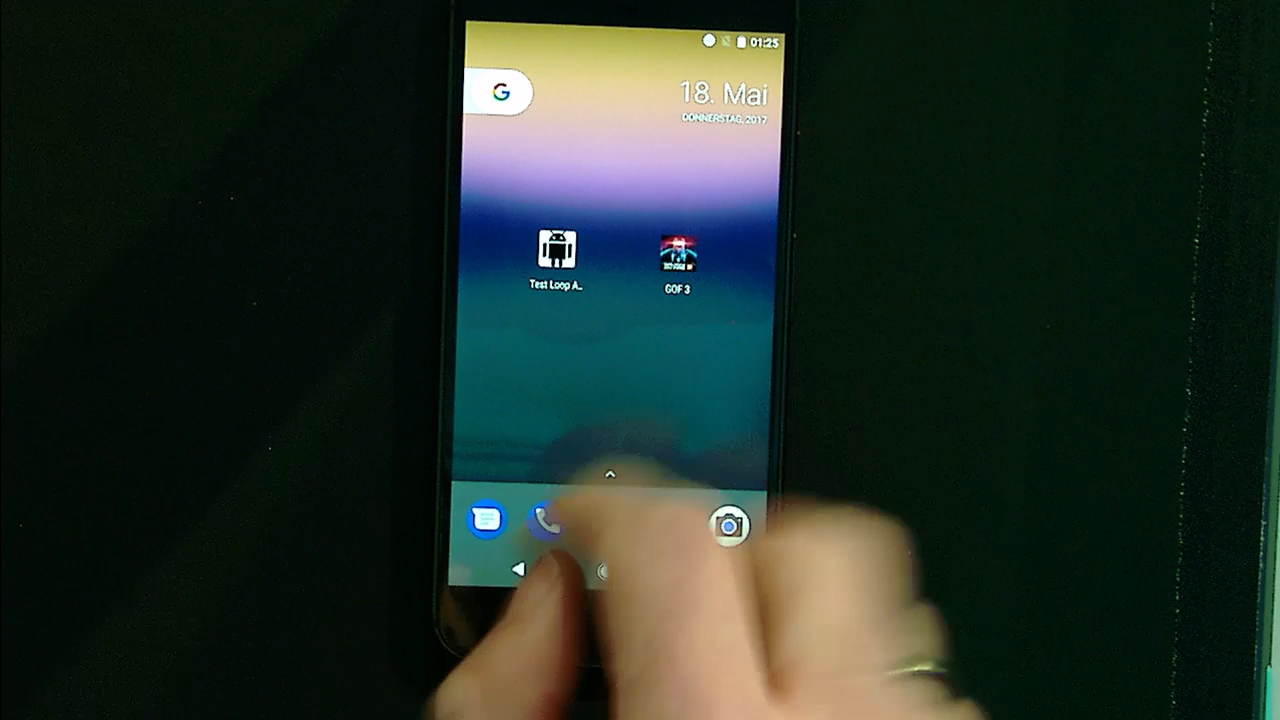 01:25
G
18. Mai
DONNERSTAG, 2017
Test Loop A..
GOF 3